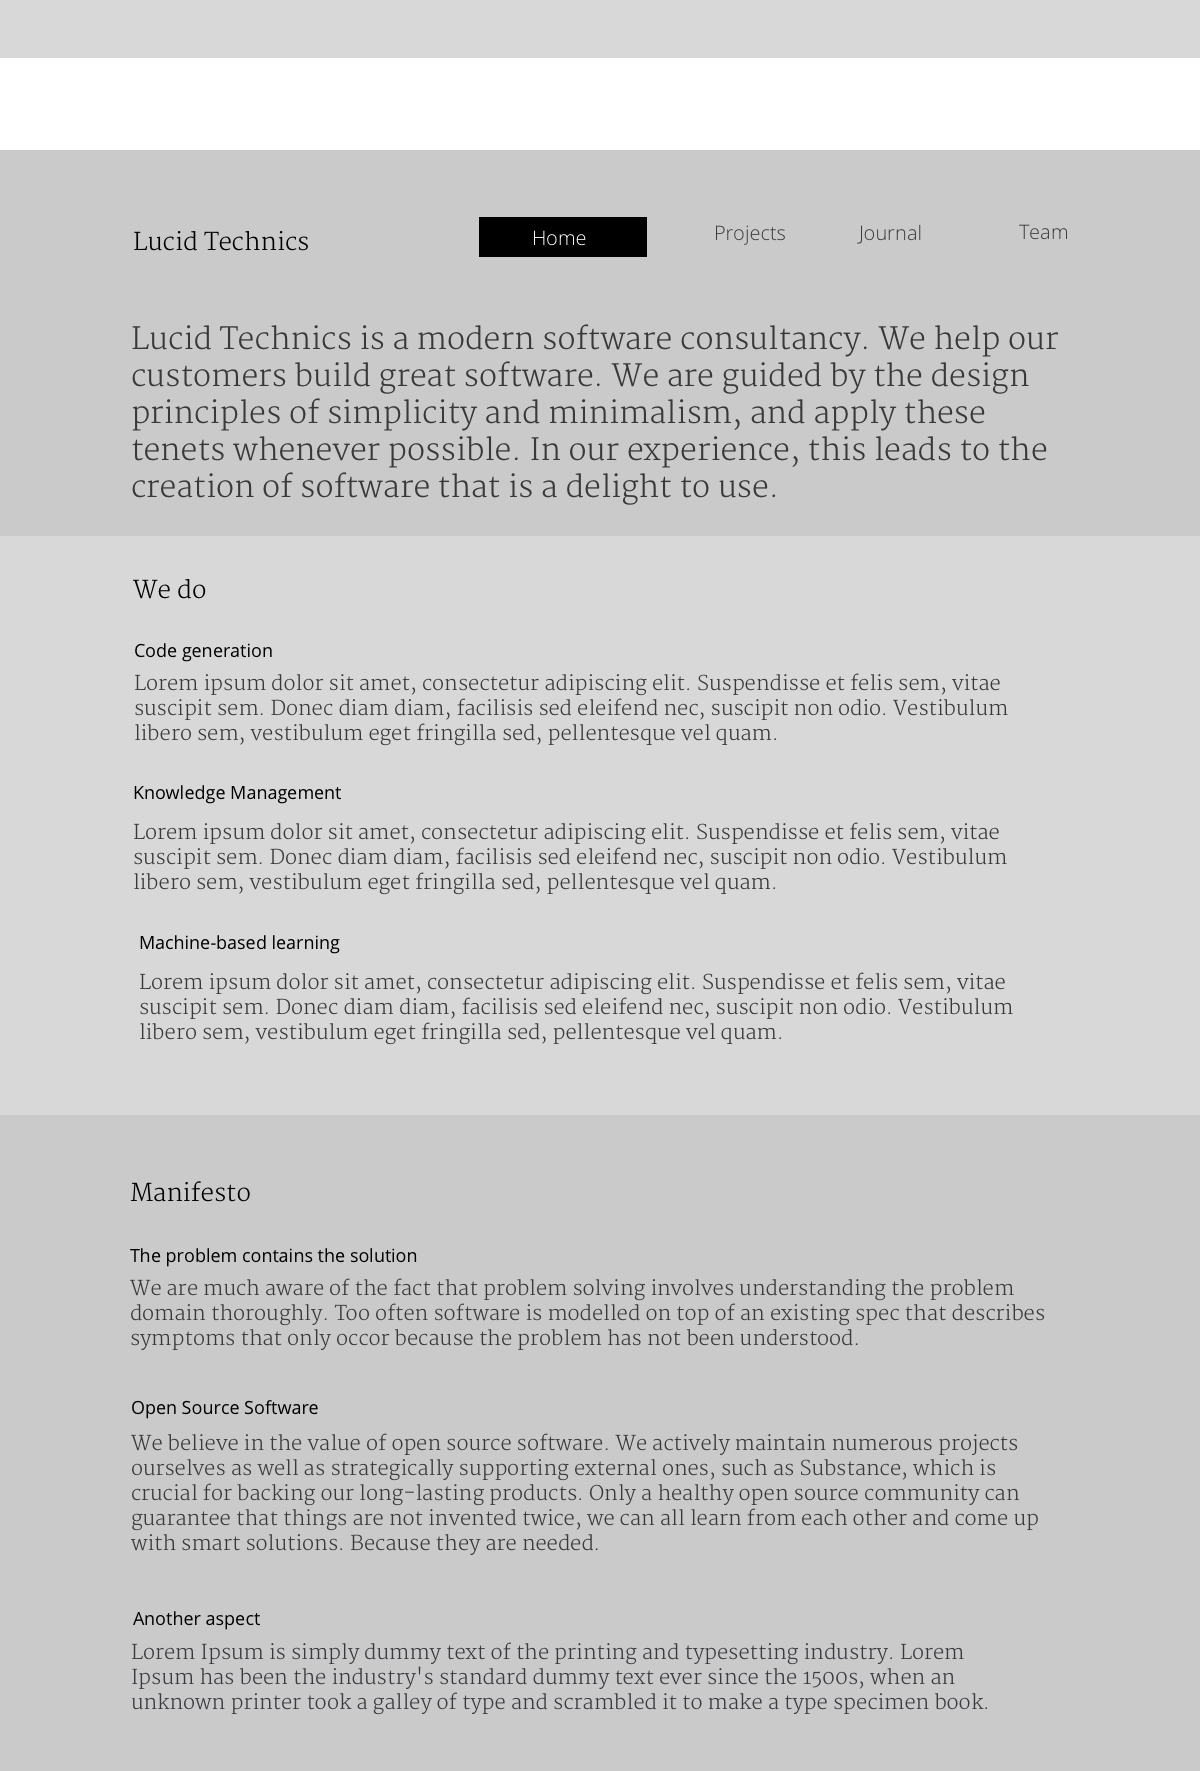 Lucid Technics
Home
Projects
Journal
Team
Lucid Technics is a modern software consultancy. We help our
customers build great software. We are guided by the design
principles of simplicity and minimalism, and apply these
tenets whenever possible. In our experience, this leads to the
creation of software that is a delight to use.
We do
Code generation
Lorem ipsum dolor sit amet, consectetur adipiscing elit. Suspendisse et felis sem, vitae
suscipit sem. Donec diam diam, facilisis sed eleifend nec, suscipit non odio. Vestibulum
libero sem, vestibulum eget fringilla sed, pellentesque vel quam.
Knowledge Management
Lorem ipsum dolor sit amet, consectetur adipiscing elit. Suspendisse et felis sem, vitae
suscipit sem. Donec diam diam, facilisis sed eleifend nec, suscipit non odio. Vestibulum
libero sem, vestibulum eget fringilla sed, pellentesque vel quam.
Machine-based learning
Lorem ipsum dolor sit amet, consectetur adipiscing elit. Suspendisse et felis sem, vitae
suscipit sem. Donec diam diam, facilisis sed eleifend nec, suscipit non odio. Vestibulum
libero sem, vestibulum eget fringilla sed, pellentesque vel quam.
Manifesto
The problem contains the solution
We are much aware of the fact that problem solving involves understanding the problem
domain thoroughly. Too often software is modelled on top of an existing spec that describes
symptoms that only occor because the problem has not been understood.
Open Source Software
We believe in the value of open source software. We actively maintain numerous projects
ourselves as well as strategically supporting external ones, such as Substance, which is
crucial for backing our long-lasting products. Only a healthy open source community can
guarantee that things are not invented twice, we can all learn from each other and come up
with smart solutions. Because they are needed.
Another aspect
Lorem Ipsum is simply dummy text of the printing and typesetting industry. Lorem
Ipsum has been the industry's standard dummy text ever since the 1500s, when an
unknown printer took a galley of type and scrambled it to make a type specimen book.